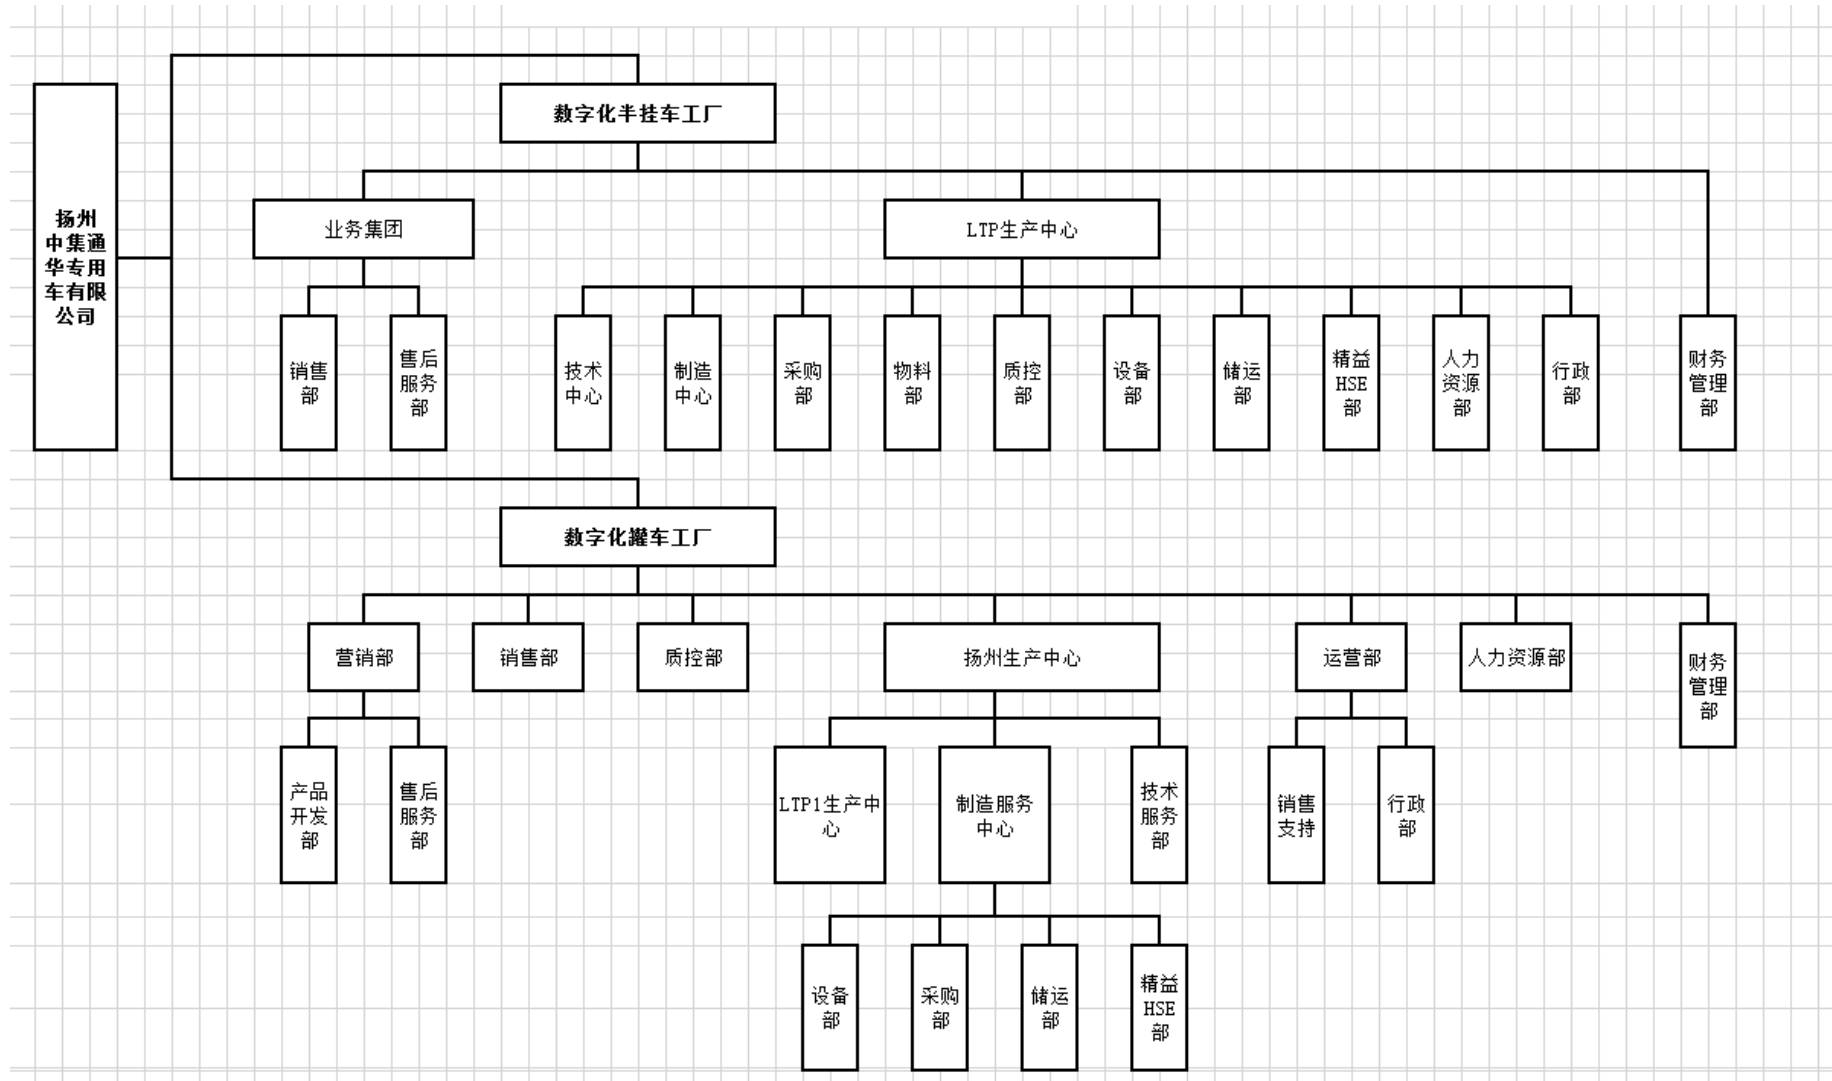 数字化半挂车工厂
扬州
中集通
华专用
车有限
公司
业务集团
LTP生产中心
销售
部
售后
服务
部
技术
中心
制造
中心
采购
部
物料
部
质控
部
设备
部
储运
部
精益
HSE
部
人力
资源
部
行政
部
财务
管理
部
数字化罐车工厂
营销部
销售部
质控部
扬州生产中心
运营部
人力资源部
财务
管理
部
产品
开发
部
售后
服务
部
LTP1生产中
心
制造服务
中心
技术
服务
部
销售
支持
行政
部
设备
部
采购
部
储运
部
精益
HSE
部